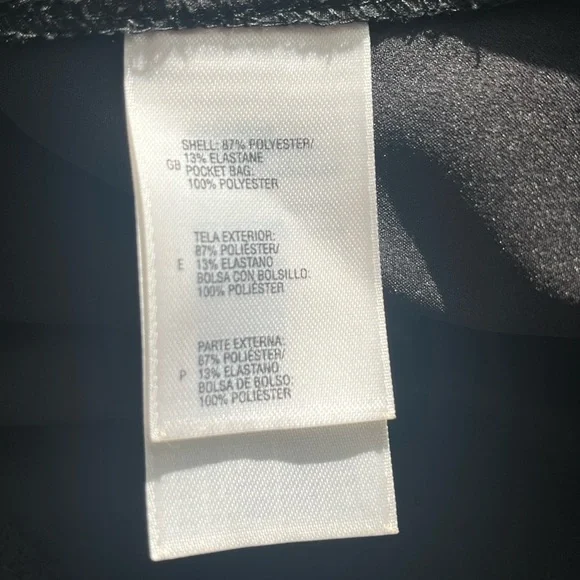 SHELL: 87% POLYESTER/
GB 13% ELASTANE
POCKET BAG:
100% POLYESTER
TELA EXTERIOR:
87% POLIÉSTER/
E 13% ELASTANO
BOLSA CON BOLSILLO:
100% POLIÉSTER
PARTE EXTERNA:
87% POLIÉSTER/
P 13% ELASTANO
BOLSA DE BOLSO:
100% POLIÉSTER